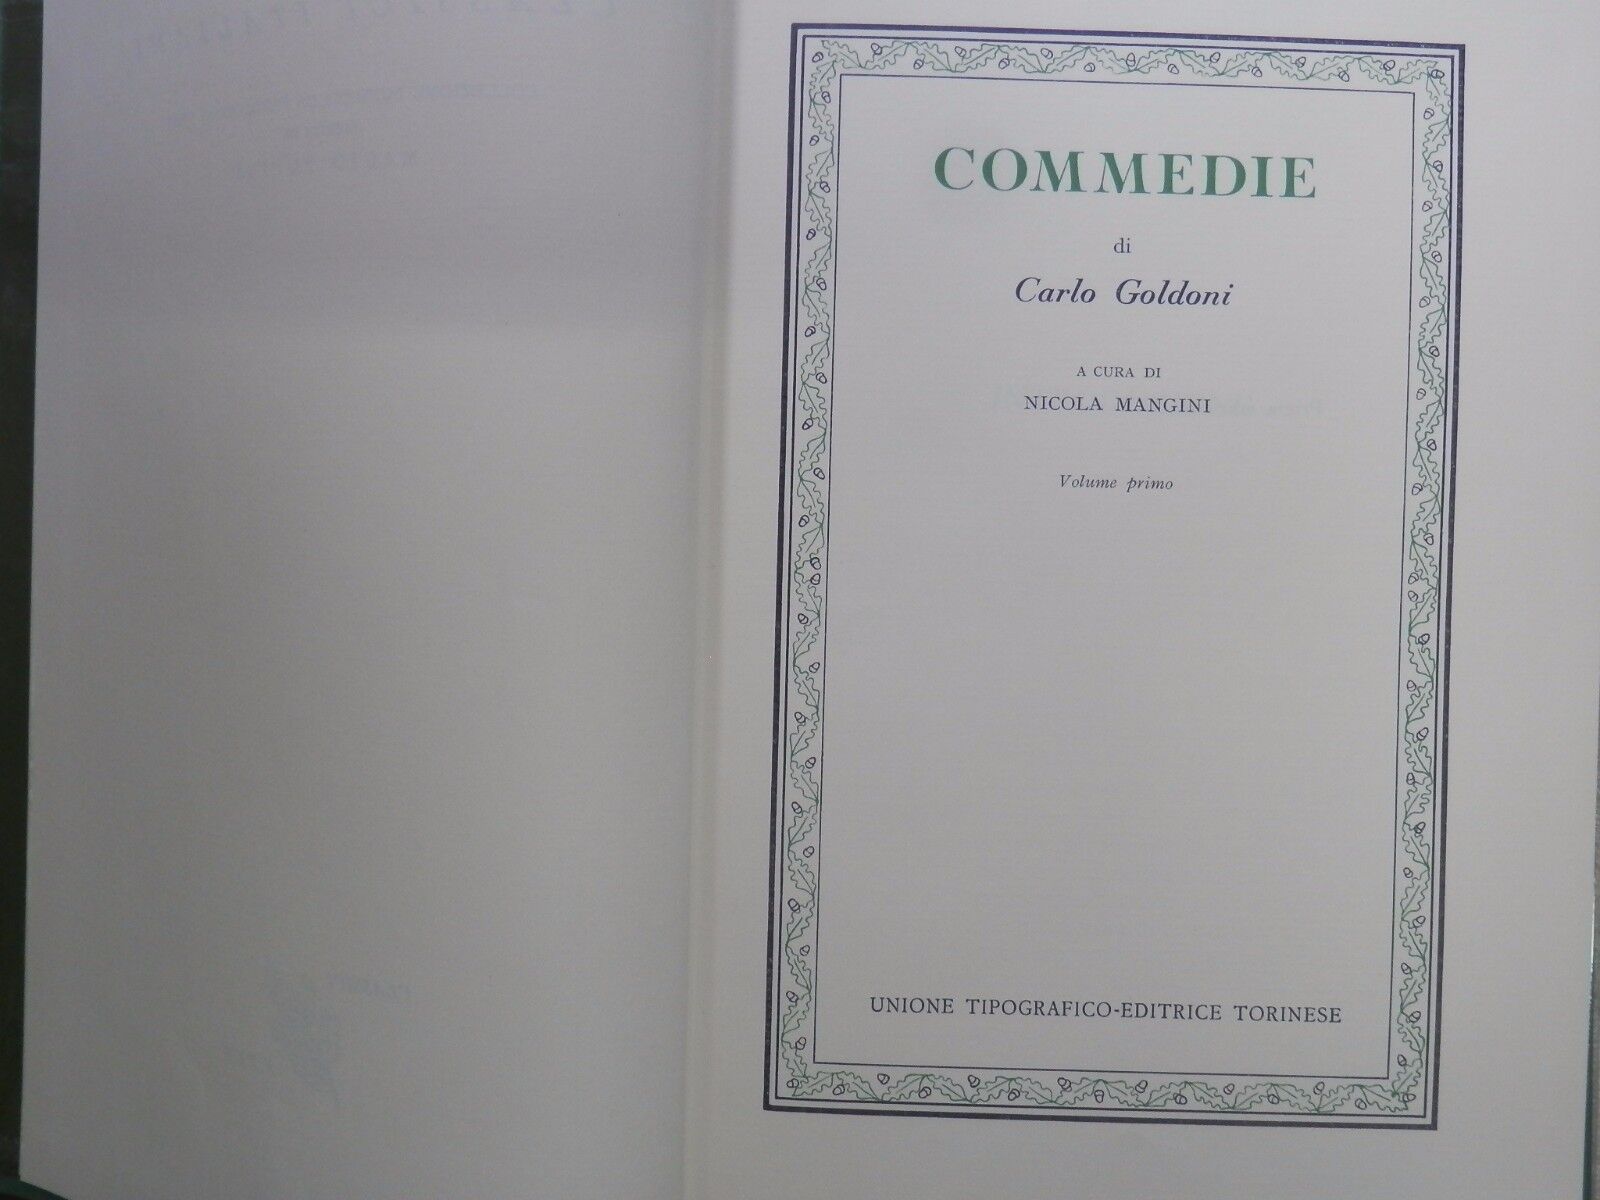 COMMEDIE
di
Carlo Goldoni
A CURA DI
NICOLA MANGINI
Volume primo
UNIONE TIPOGRAFICO-EDITRICE TORINESE